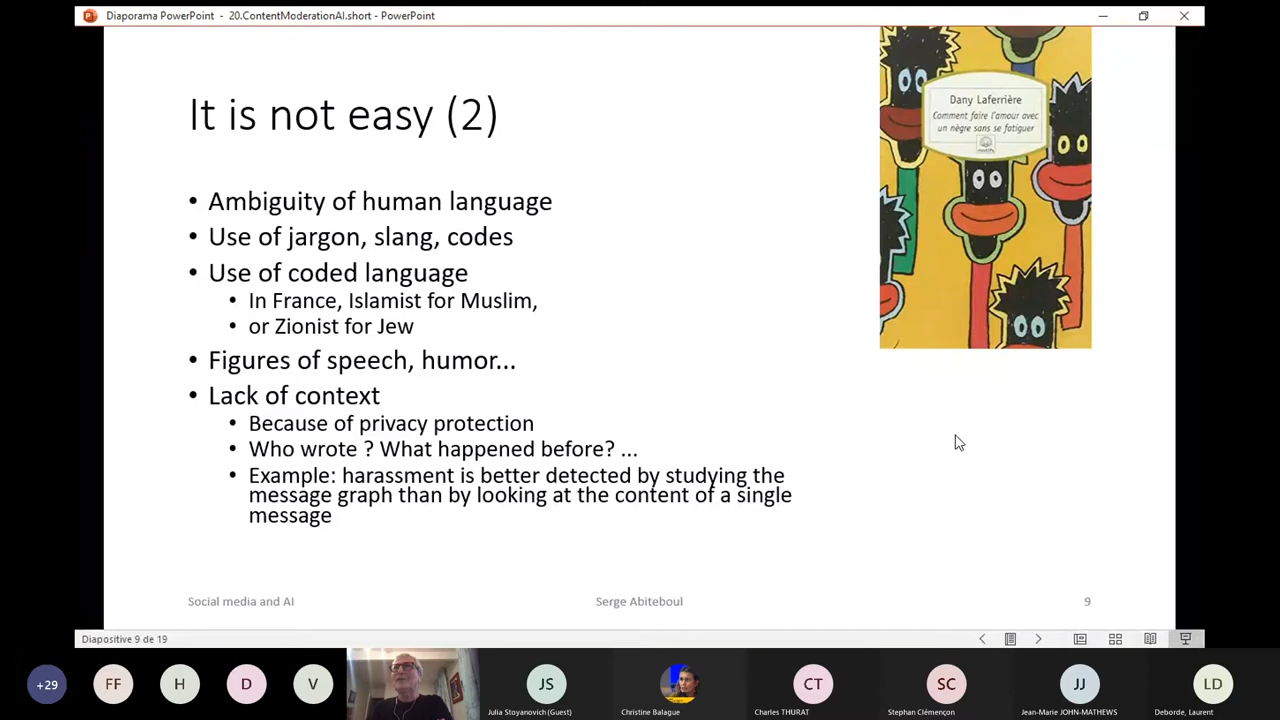 Diaporama PowerPoint - 20.ContentModerationAI.short - PowerPoint
It is not easy (2)
Dany Laferrière
Comment faire l'amour avec
un nègre sans se fatiguer
• Ambiguity of human language
• Use of jargon, slang, codes
• Use of coded language
• In France, Islamist for Muslim,
• or Zionist for Jew
• Figures of speech, humor...
• Lack of context
• Because of privacy protection
• Who wrote ? What happened before? ...
• Example: harassment is better detected by studying the
message graph than by looking at the content of a single
message
Social media and AI
Serge Abiteboul
9
Diapositive 9 de 19
+29
FF
H
D
V
JS
CT
SC
JJ
LD
Julia Stoyanovich (Guest)
Christine Balague
Charles THURAT
Stephan Clémençon
Jean-Marie JOHN-MATHEWS
Deborde, Laurent